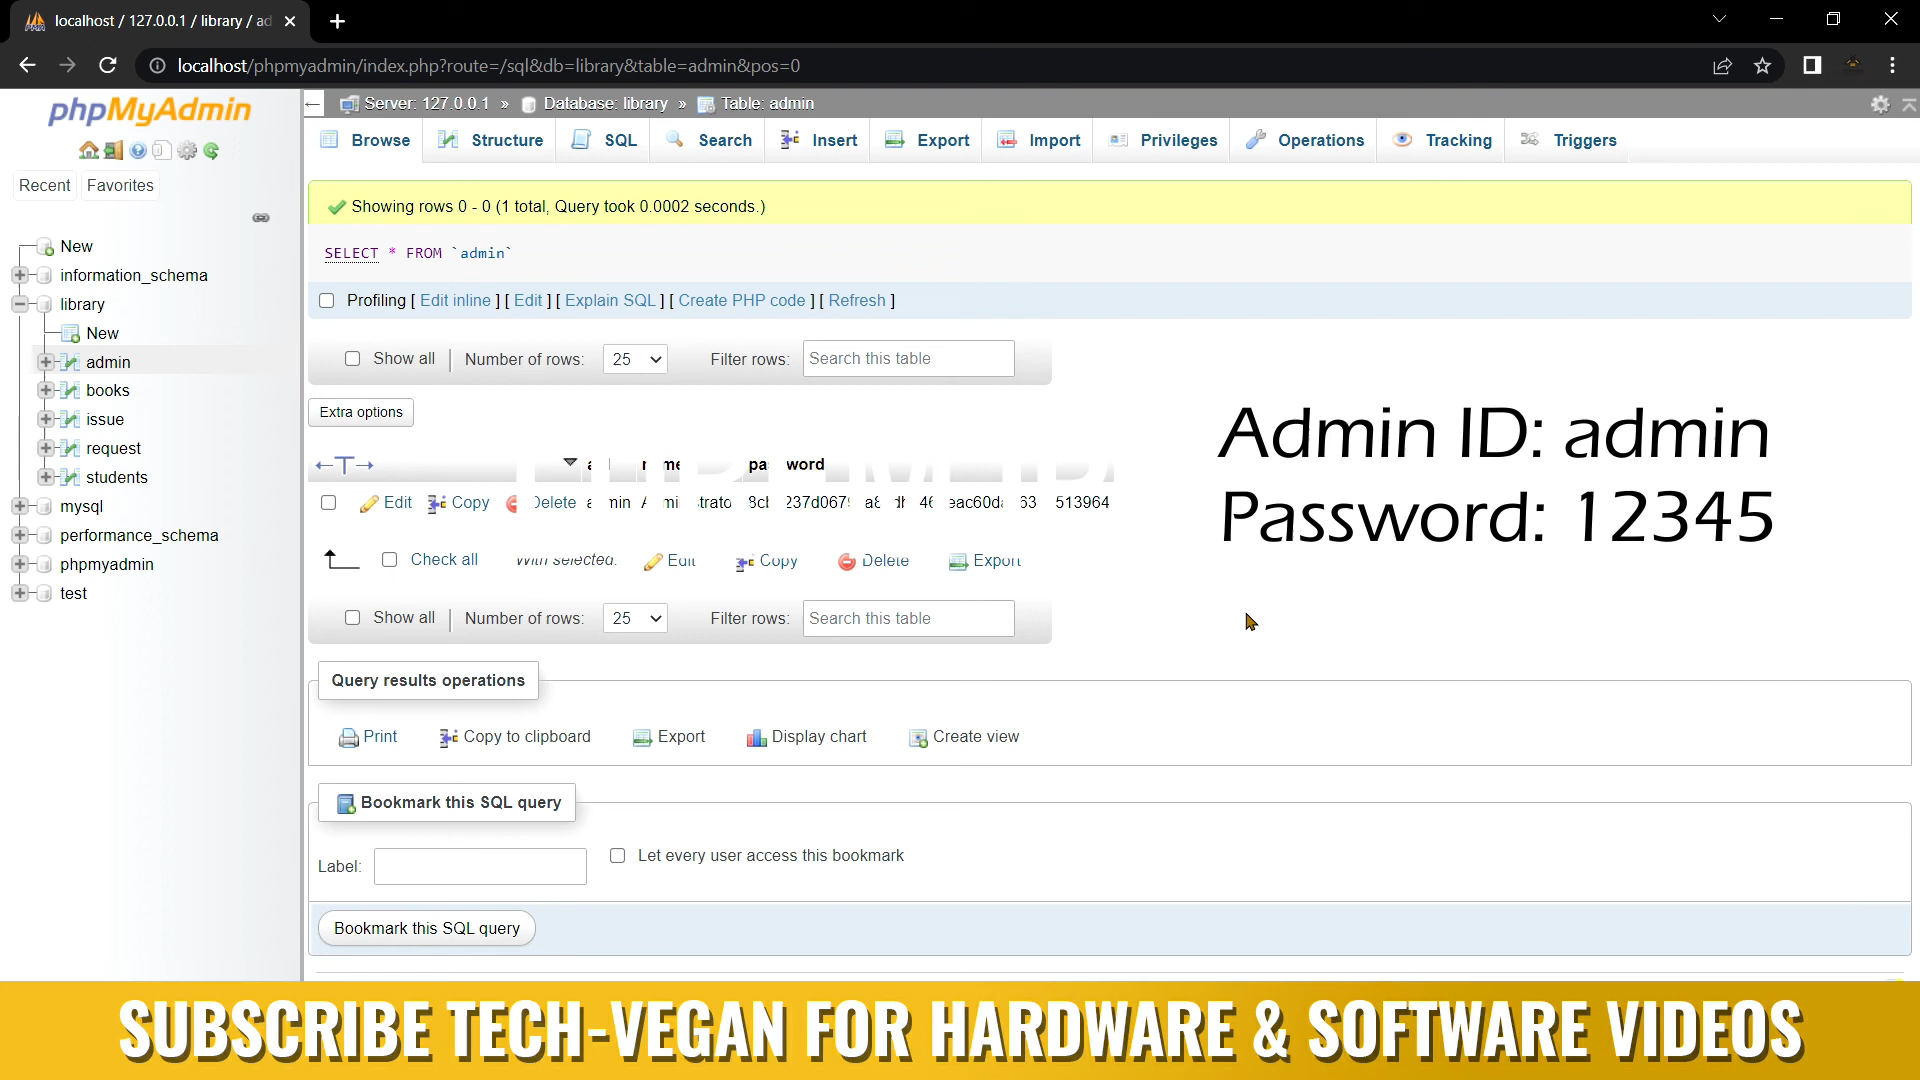 localhost / 127.0.0.1 / library / ad
localhost/phpmyadmin/index.php?route=/sql&db=library&table=admin&pos=0
phpMyAdmin
Recent Favorites
New
information_schema
library
New
admin
books
issue
request
students
mysql
performance_schema
phpmyadmin
test
Server: 127.0.0.1 » Database: library » Table: admin
Browse Structure SQL Search Insert Export Import Privileges Operations Tracking Triggers
Showing rows 0 - 0 (1 total, Query took 0.0002 seconds.)
SELECT * FROM `admin`
Profiling [ Edit inline ] [ Edit ] [ Explain SQL ] [ Create PHP code ] [ Refresh ]
Show all Number of rows: 25 Filter rows: Search this table
Extra options
Edit Copy Delete
Check all With selected: Edit Copy Delete Export
Show all Number of rows: 25 Filter rows: Search this table
Query results operations
Print Copy to clipboard Export Display chart Create view
Bookmark this SQL query
Label: Let every user access this bookmark
Bookmark this SQL query
Admin ID: admin
Password: 12345
SUBSCRIBE TECH-VEGAN FOR HARDWARE & SOFTWARE VIDEOS